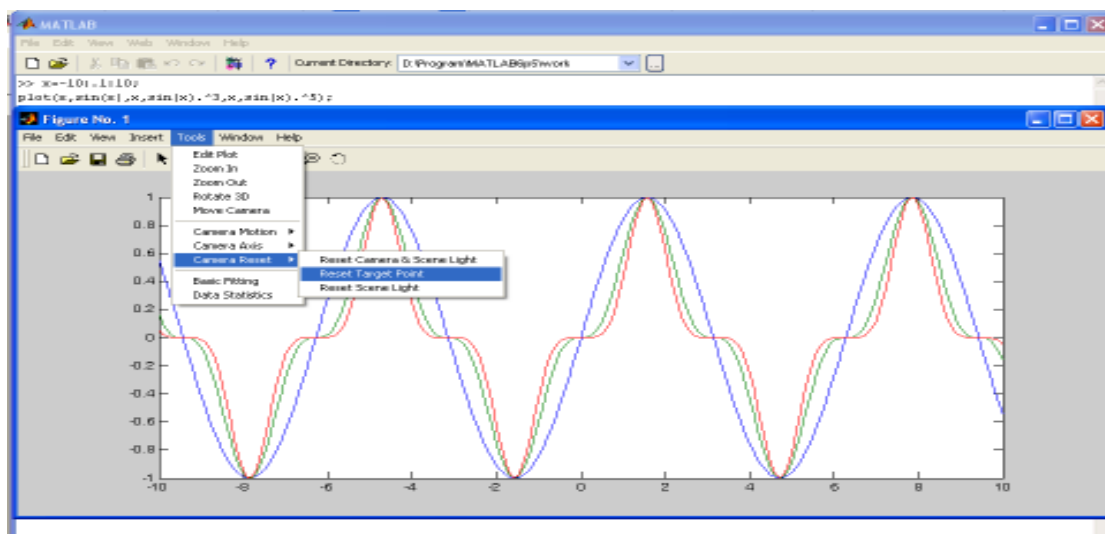 MATLAB
File Edit View Web Window Help
Current Directory: D:\Program\MATLAB6p5\work ...
>> x=-10:.1:10;
plot(x,sin(x),x,sin(x).^3,x,sin(x).^5);
Figure No. 1
File Edit View Insert Tools Window Help
Edit Plot
Zoom In
Zoom Out
Rotate 3D
Move Camera
Camera Motion
Camera Axis
Camera Reset
Basic Fitting
Data Statistics
Reset Camera & Scene Light
Reset Target Point
Reset Scene Light
1
0.8
0.6
0.4
0.2
0
-0.2
-0.4
-0.6
-0.8
-1
-10 -8 -6 -4 -2 0 2 4 6 8 10